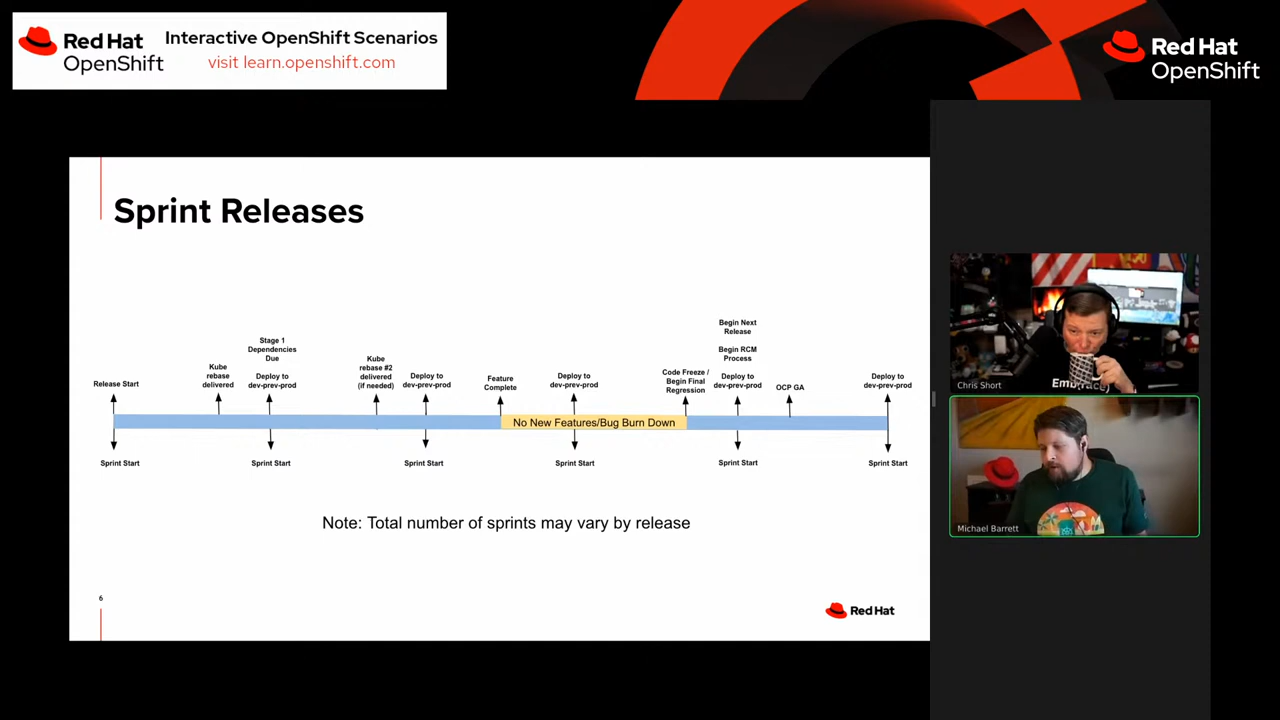 Red Hat
OpenShift
Interactive OpenShift Scenarios
visit learn.openshift.com
Red Hat
OpenShift
Sprint Releases
Release Start
Kube
rebase
delivered
Stage 1
Dependencies
Due
Deploy to
dev-prev-prod
Kube
rebase #2
delivered
(if needed)
Deploy to
dev-prev-prod
Feature
Complete
Deploy to
dev-prev-prod
Code Freeze /
Begin Final
Regression
Begin Next
Release
Begin RCM
Process
Deploy to
dev-prev-prod
OCP GA
Deploy to
dev-prev-prod
No New Features/Bug Burn Down
Sprint Start
Sprint Start
Sprint Start
Sprint Start
Sprint Start
Sprint Start
Note: Total number of sprints may vary by release
6
Red Hat
Chris Short
Michael Barrett